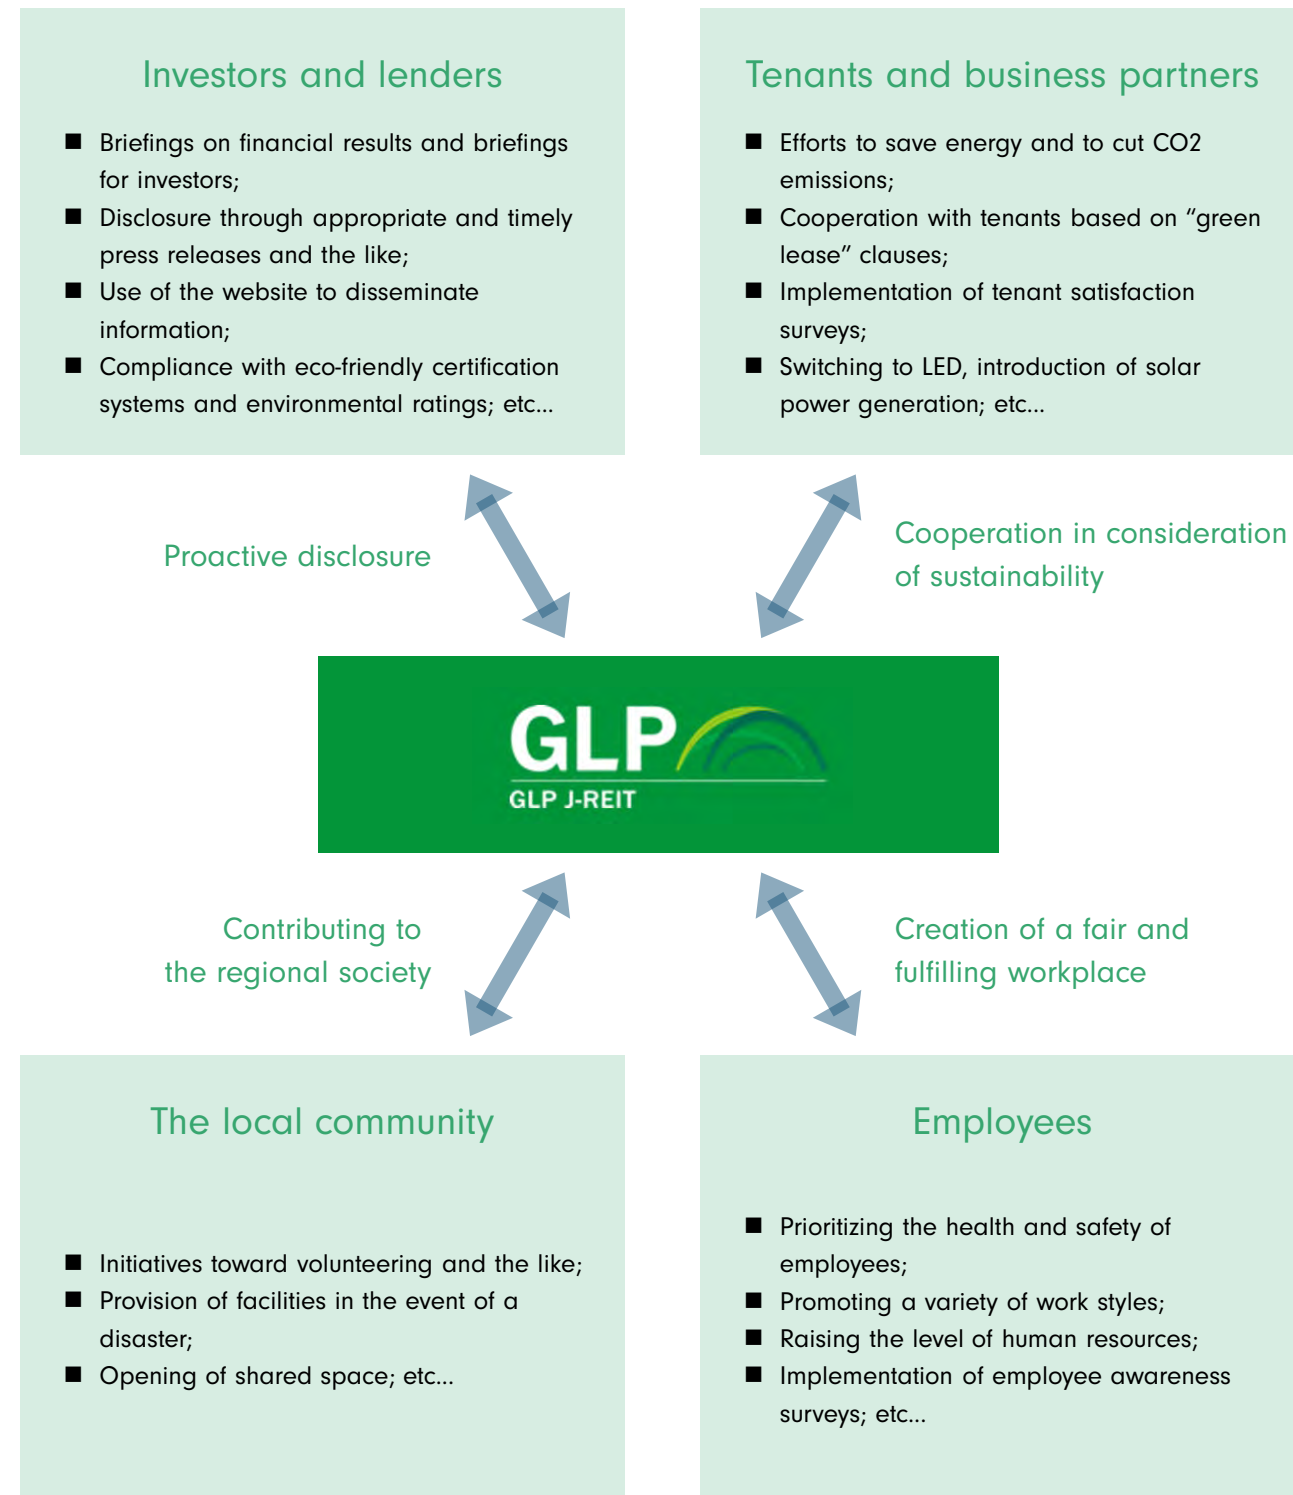 Investors and lenders
■ Briefings on financial results and briefings
for investors;
■ Disclosure through appropriate and timely
press releases and the like;
■ Use of the website to disseminate
information;
■ Compliance with eco-friendly certification
systems and environmental ratings; etc...
Tenants and business partners
■ Efforts to save energy and to cut CO2
emissions;
■ Cooperation with tenants based on “green
lease” clauses;
■ Implementation of tenant satisfaction
surveys;
■ Switching to LED, introduction of solar
power generation; etc...
Proactive disclosure
Cooperation in consideration
of sustainability
GLP
GLP J-REIT
Contributing to
the regional society
Creation of a fair and
fulfilling workplace
The local community
■ Initiatives toward volunteering and the like;
■ Provision of facilities in the event of a
disaster;
■ Opening of shared space; etc...
Employees
■ Prioritizing the health and safety of
employees;
■ Promoting a variety of work styles;
■ Raising the level of human resources;
■ Implementation of employee awareness
surveys; etc...